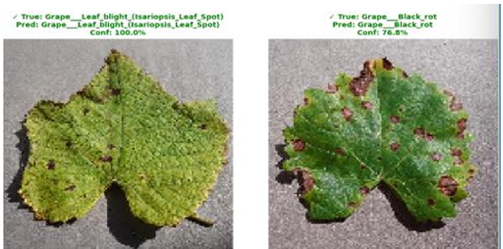 ✓ True: Grape___Leaf_blight_(Isariopsis_Leaf_Spot)
Pred: Grape___Leaf_blight_(Isariopsis_Leaf_Spot)
Conf: 100.0%
✓ True: Grape___Black_rot
Pred: Grape___Black_rot
Conf: 76.8%